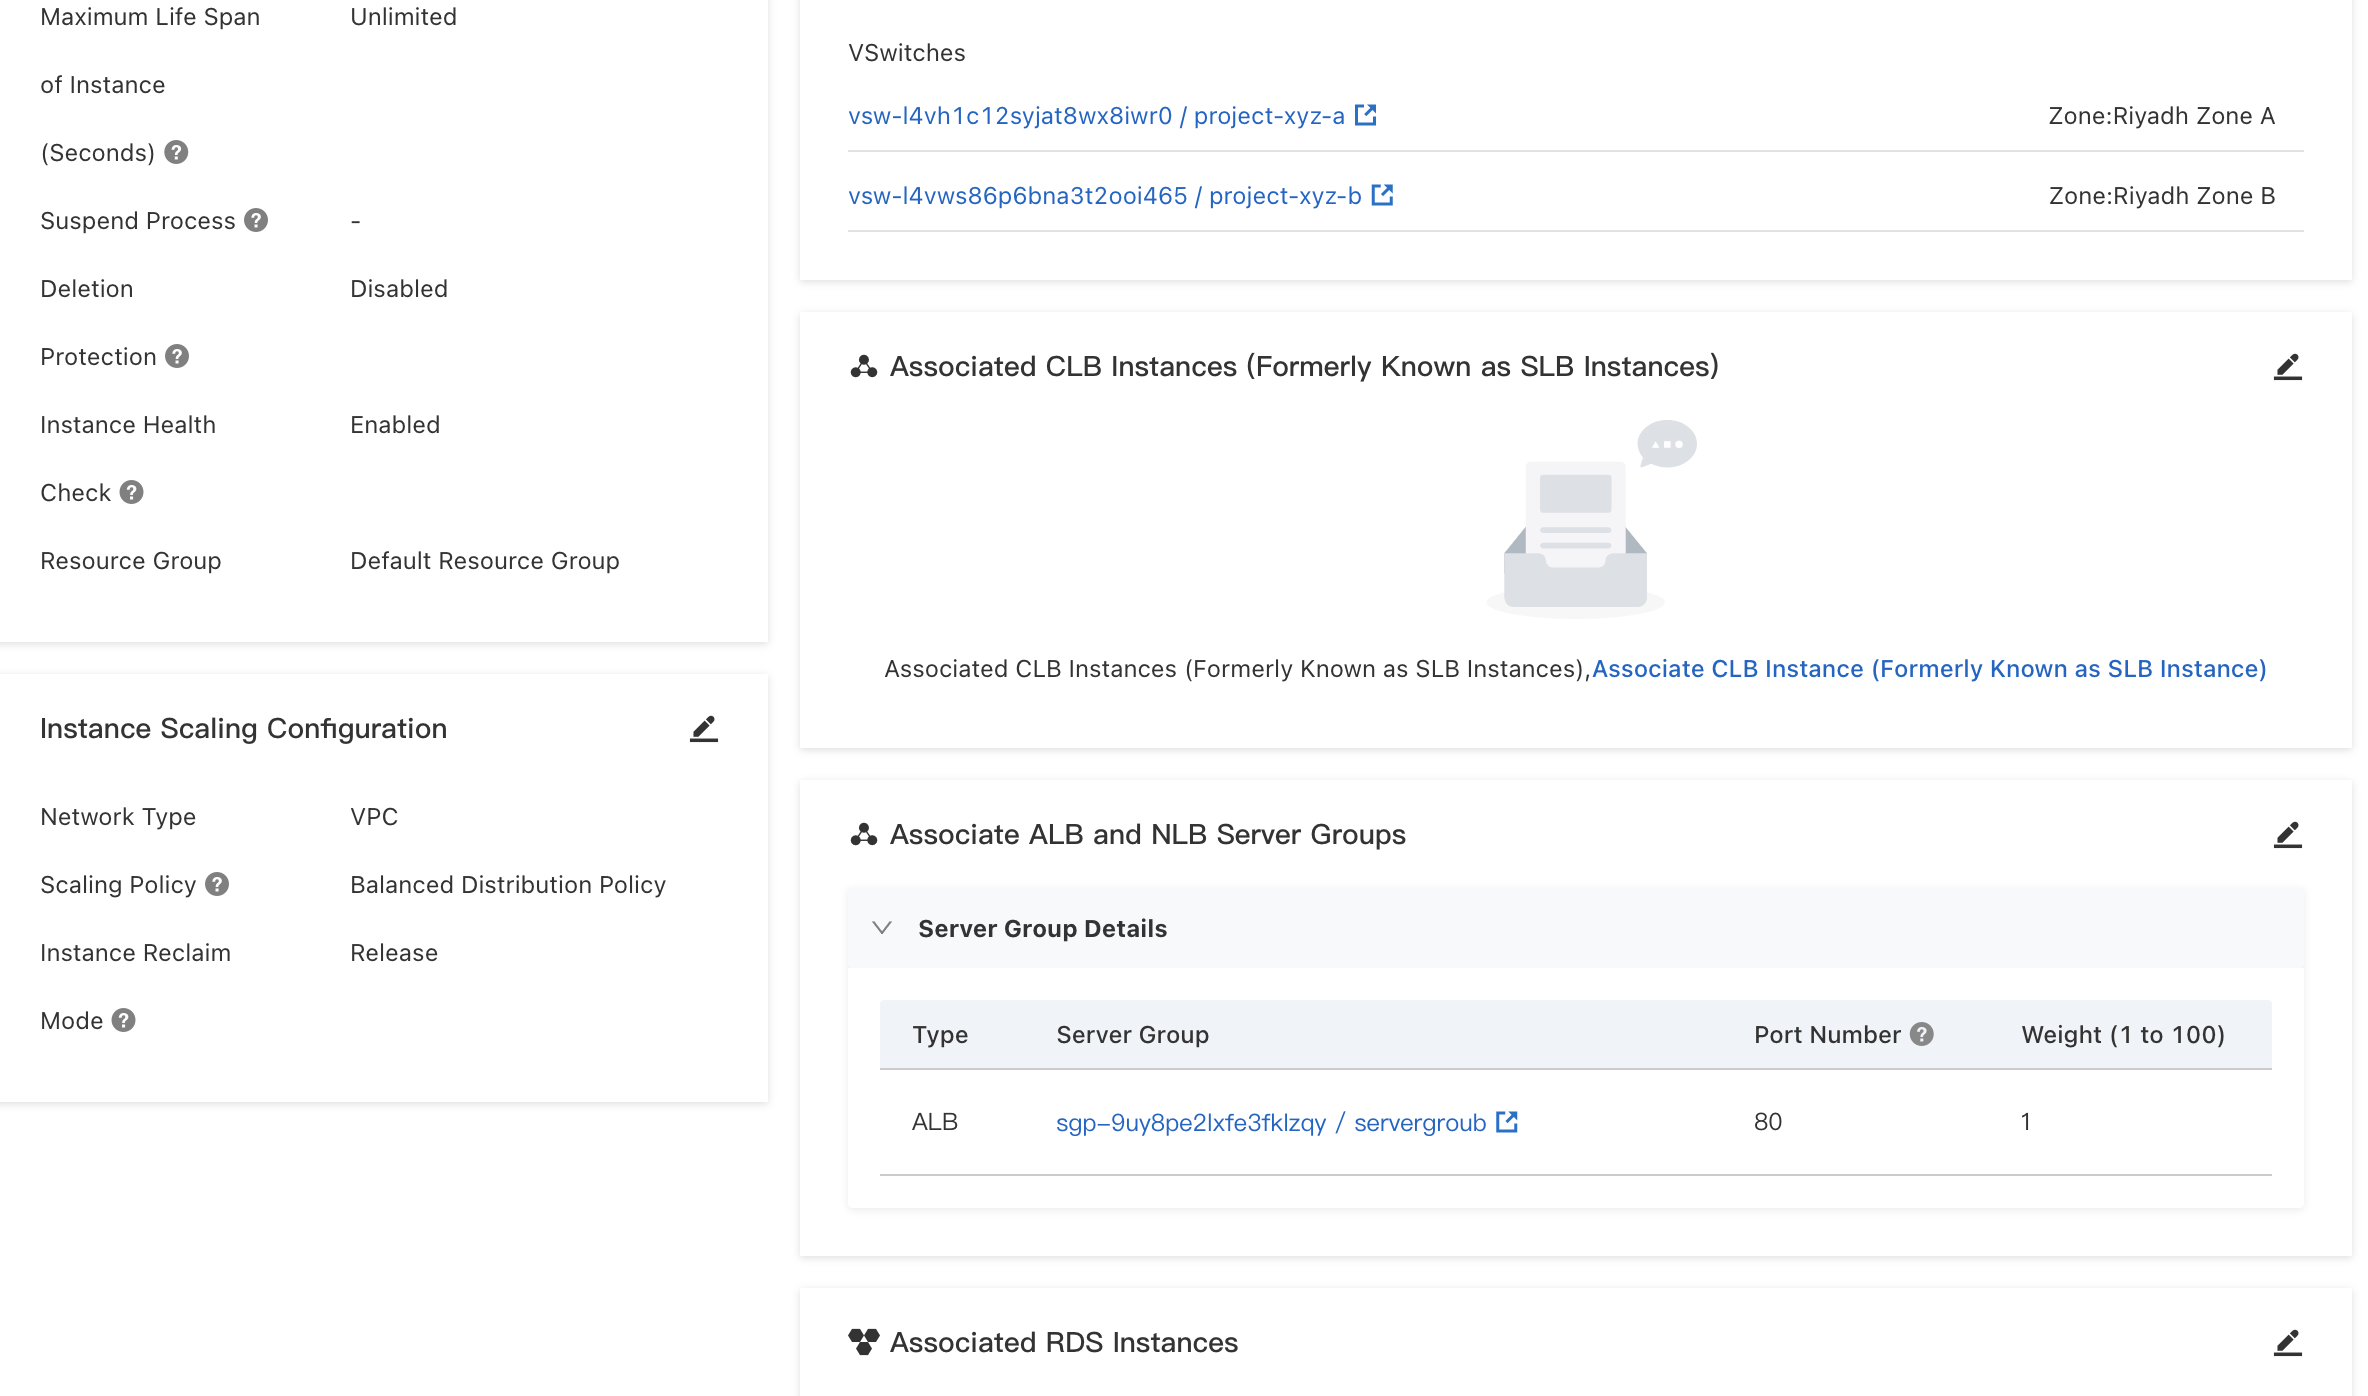 Maximum Life Span
of Instance
(Seconds)
Unlimited
Suspend Process
-
Deletion
Protection
Disabled
Instance Health
Check
Enabled
Resource Group
Default Resource Group
Instance Scaling Configuration
Network Type
VPC
Scaling Policy
Balanced Distribution Policy
Instance Reclaim
Mode
Release
VSwitches
vsw-l4vh1c12syjat8wx8iwr0 / project-xyz-a
Zone:Riyadh Zone A
vsw-l4vws86p6bna3t2ooi465 / project-xyz-b
Zone:Riyadh Zone B
Associated CLB Instances (Formerly Known as SLB Instances)
Associated CLB Instances (Formerly Known as SLB Instances),Associate CLB Instance (Formerly Known as SLB Instance)
Associate ALB and NLB Server Groups
Server Group Details
Type
Server Group
Port Number
Weight (1 to 100)
ALB
sgp-9uy8pe2lxfe3fklzqy / servergroub
80
1
Associated RDS Instances